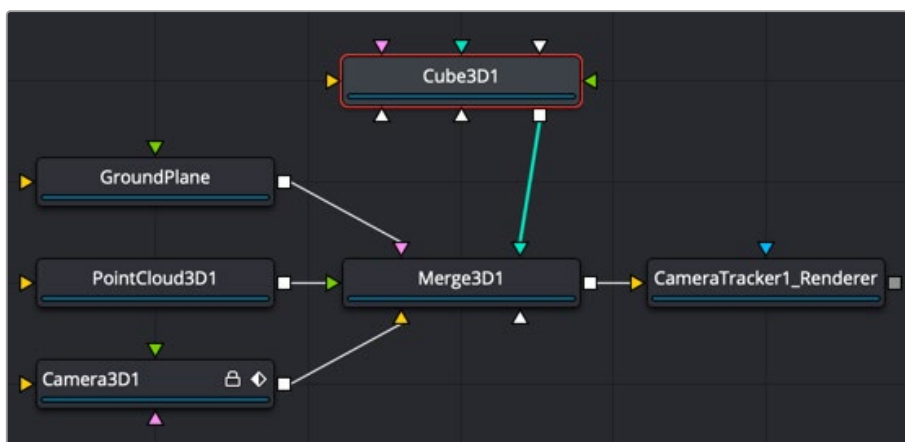 Cube3D1
GroundPlane
PointCloud3D1
Merge3D1
CameraTracker1_Renderer
Camera3D1